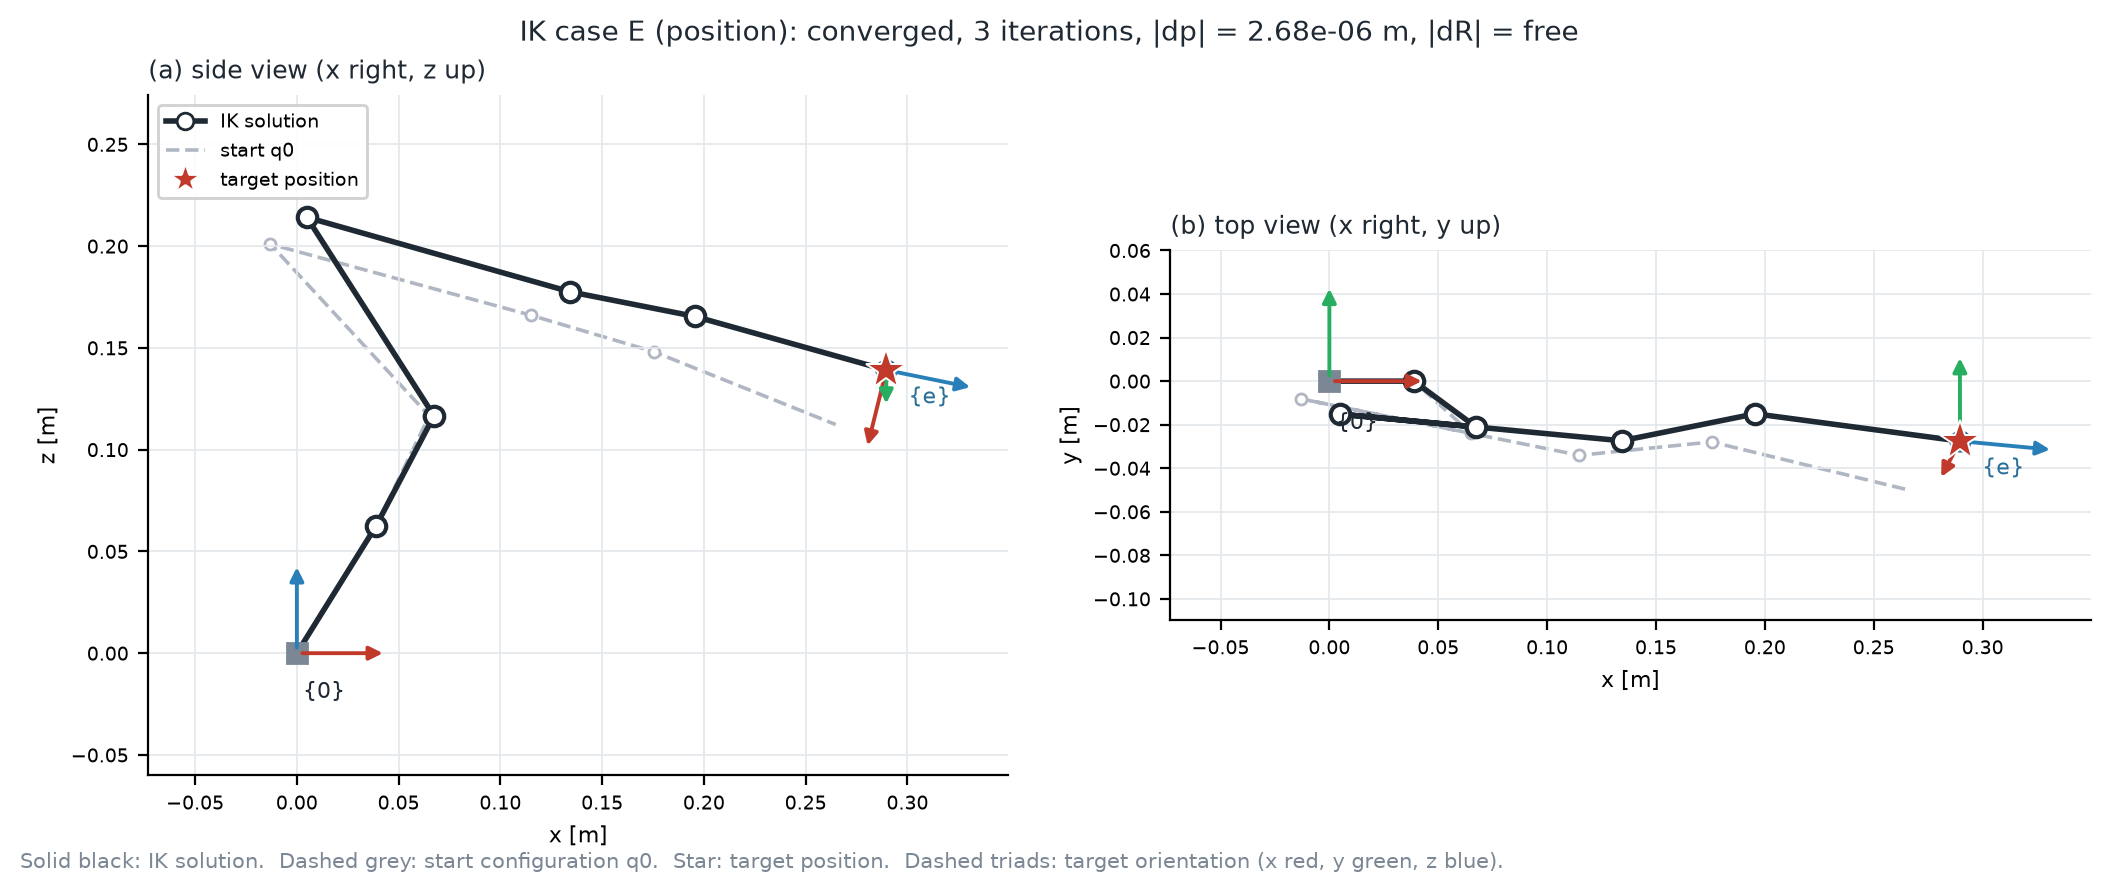 IK case E (position): converged, 3 iterations, |dp| = 2.68e-06 m, |dR| = free
(a) side view (x right, z up)
IK solution
start q0
target position
0.25
0.20
0.15
0.10
0.05
0.00
−0.05
z [m]
{e}
{0}
−0.05
0.00
0.05
0.10
0.15
0.20
0.25
0.30
x [m]
(b) top view (x right, y up)
0.06
0.04
0.02
0.00
−0.02
−0.04
−0.06
−0.08
−0.10
y [m]
{0}
{e}
−0.05
0.00
0.05
0.10
0.15
0.20
0.25
0.30
x [m]
Solid black: IK solution.  Dashed grey: start configuration q0.  Star: target position.  Dashed triads: target orientation (x red, y green, z blue).